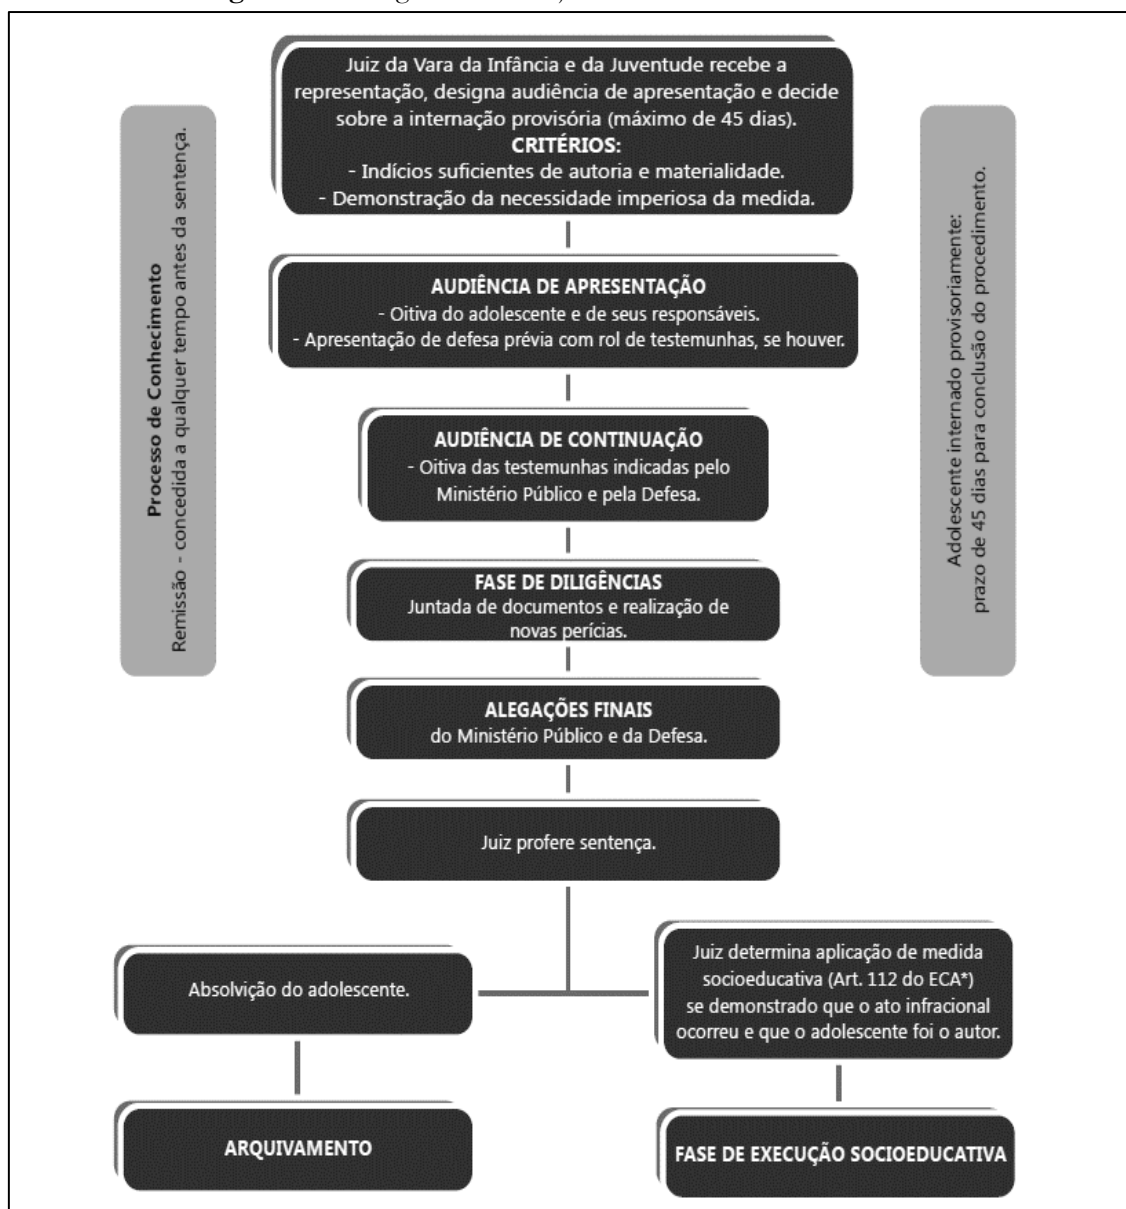 Juiz da Vara da Infância e da Juventude recebe a
representação, designa audiência de apresentação e decide
sobre a internação provisória (máximo de 45 dias).
CRITÉRIOS:
- Indícios suficientes de autoria e materialidade.
- Demonstração da necessidade imperiosa da medida.
Processo de Conhecimento
Remissão - concedida a qualquer tempo antes da sentença.
Adolescente internado provisoriamente:
prazo de 45 dias para conclusão do procedimento.
AUDIÊNCIA DE APRESENTAÇÃO
- Oitiva do adolescente e de seus responsáveis.
- Apresentação de defesa prévia com rol de testemunhas, se houver.
AUDIÊNCIA DE CONTINUAÇÃO
- Oitiva das testemunhas indicadas pelo
Ministério Público e pela Defesa.
FASE DE DILIGÊNCIAS
Juntada de documentos e realização de
novas perícias.
ALEGAÇÕES FINAIS
do Ministério Público e da Defesa.
Juiz profere sentença.
Absolvição do adolescente.
Juiz determina aplicação de medida
socioeducativa (Art. 112 do ECA*)
se demonstrado que o ato infracional
ocorreu e que o adolescente foi o autor.
ARQUIVAMENTO
FASE DE EXECUÇÃO SOCIOEDUCATIVA